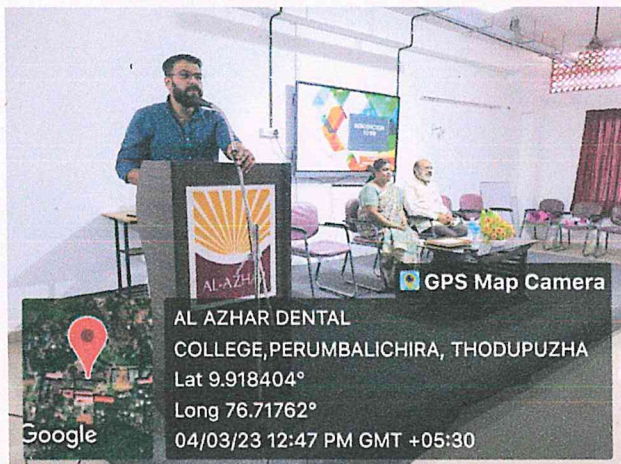 AL-AZHAR
GPS Map Camera
AL AZHAR DENTAL
COLLEGE,PERUMBALICHIRA, THODUPUZHA
Lat 9.918404°
Long 76.71762°
04/03/23 12:47 PM GMT +05:30
Google